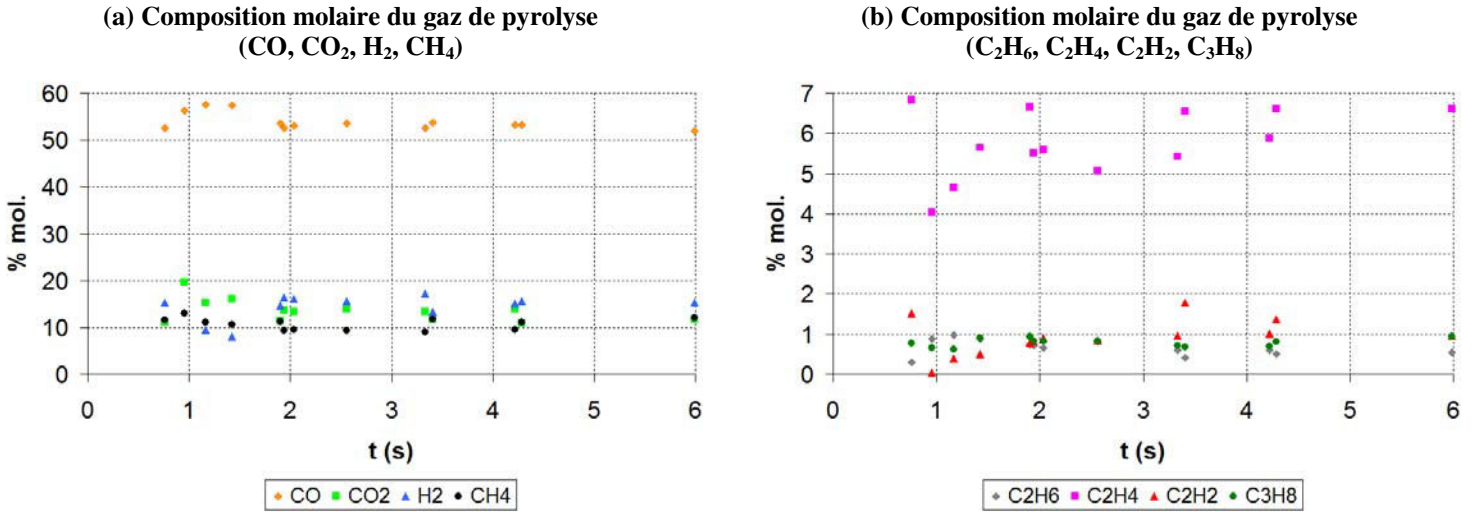 (a) Composition molaire du gaz de pyrolyse
(CO, CO₂, H₂, CH₄)
60
50
40
30
20
10
0
% mol.
0 1 2 3 4 5 6
t (s)
CO CO2 H2 CH4
(b) Composition molaire du gaz de pyrolyse
(C₂H₆, C₂H₄, C₂H₂, C₃H₈)
7
6
5
4
3
2
1
0
% mol.
0 1 2 3 4 5 6
t (s)
C2H6 C2H4 C2H2 C3H8